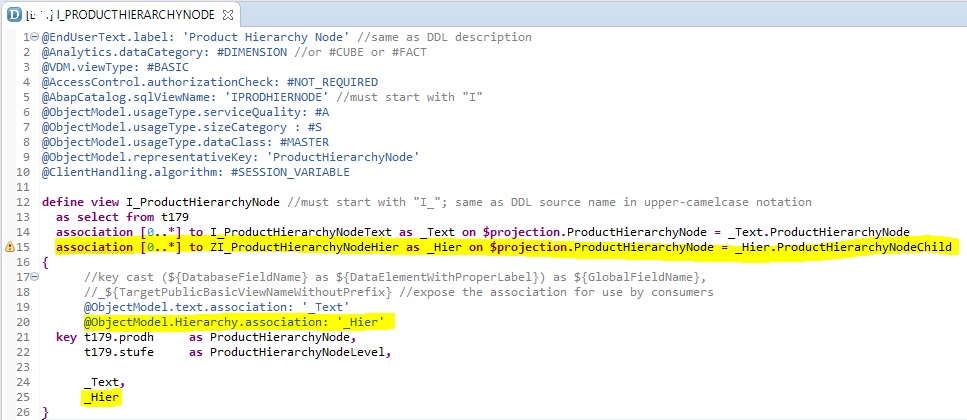 I_PRODUCTHIERARCHYNODE
1 @EndUserText.label: 'Product Hierarchy Node' //same as DDL description
2 @Analytics.dataCategory: #DIMENSION //or #CUBE or #FACT
3 @VDM.viewType: #BASIC
4 @AccessControl.authorizationCheck: #NOT_REQUIRED
5 @AbapCatalog.sqlViewName: 'IPRODHIERNODE' //must start with "I"
6 @ObjectModel.usageType.serviceQuality: #A
7 @ObjectModel.usageType.sizeCategory : #S
8 @ObjectModel.usageType.dataClass: #MASTER
9 @ObjectModel.representativeKey: 'ProductHierarchyNode'
10 @ClientHandling.algorithm: #SESSION_VARIABLE
11
12 define view I_ProductHierarchyNode //must start with "I_"; same as DDL source name in upper-camelcase notation
13 as select from t179
14 association [0..*] to I_ProductHierarchyNodeText as _Text on $projection.ProductHierarchyNode = _Text.ProductHierarchyNode
15 association [0..*] to ZI_ProductHierarchyNodeHier as _Hier on $projection.ProductHierarchyNode = _Hier.ProductHierarchyNodeChild
16 {
17 //key cast (${DatabaseFieldName} as ${DataElementWithProperLabel}) as ${GlobalFieldName},
18 //_${TargetPublicBasicViewNameWithoutPrefix} //expose the association for use by consumers
19 @ObjectModel.text.association: '_Text'
20 @ObjectModel.Hierarchy.association: '_Hier'
21 key t179.prodh as ProductHierarchyNode,
22 t179.stufe as ProductHierarchyNodeLevel,
23
24 _Text,
25 _Hier
26 }